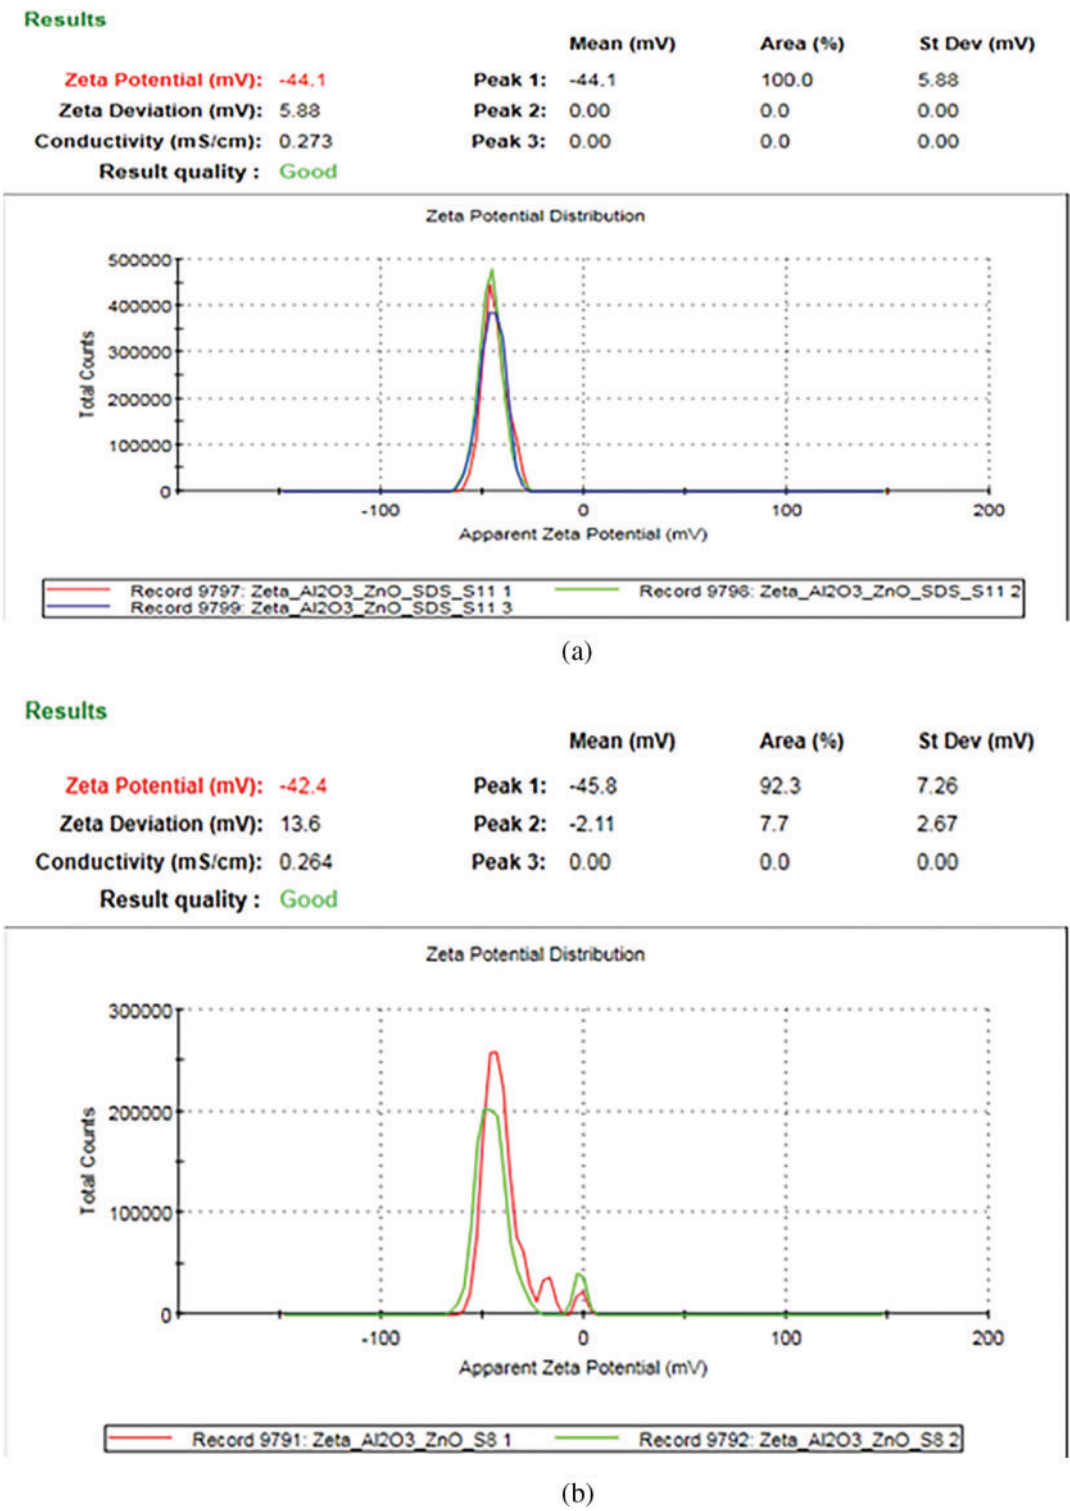 Results
Mean (mV) Area (%) St Dev (mV)
Zeta Potential (mV): -44.1 Peak 1: -44.1 100.0 5.88
Zeta Deviation (mV): 5.88 Peak 2: 0.00 0.0 0.00
Conductivity (mS/cm): 0.273 Peak 3: 0.00 0.0 0.00
Result quality : Good
Zeta Potential Distribution
500000
400000
300000
200000
100000
0
Total Counts
-100 0 100 200
Apparent Zeta Potential (mV)
Record 9797: Zeta_Al2O3_ZnO_SDS_S11 1 Record 9798: Zeta_Al2O3_ZnO_SDS_S11 2
Record 9799: Zeta_Al2O3_ZnO_SDS_S11 3
(a)
Results
Mean (mV) Area (%) St Dev (mV)
Zeta Potential (mV): -42.4 Peak 1: -45.8 92.3 7.26
Zeta Deviation (mV): 13.6 Peak 2: -2.11 7.7 2.67
Conductivity (mS/cm): 0.264 Peak 3: 0.00 0.0 0.00
Result quality : Good
Zeta Potential Distribution
300000
200000
100000
0
Total Counts
-100 0 100 200
Apparent Zeta Potential (mV)
Record 9791: Zeta_Al2O3_ZnO_S8 1 Record 9792: Zeta_Al2O3_ZnO_S8 2
(b)